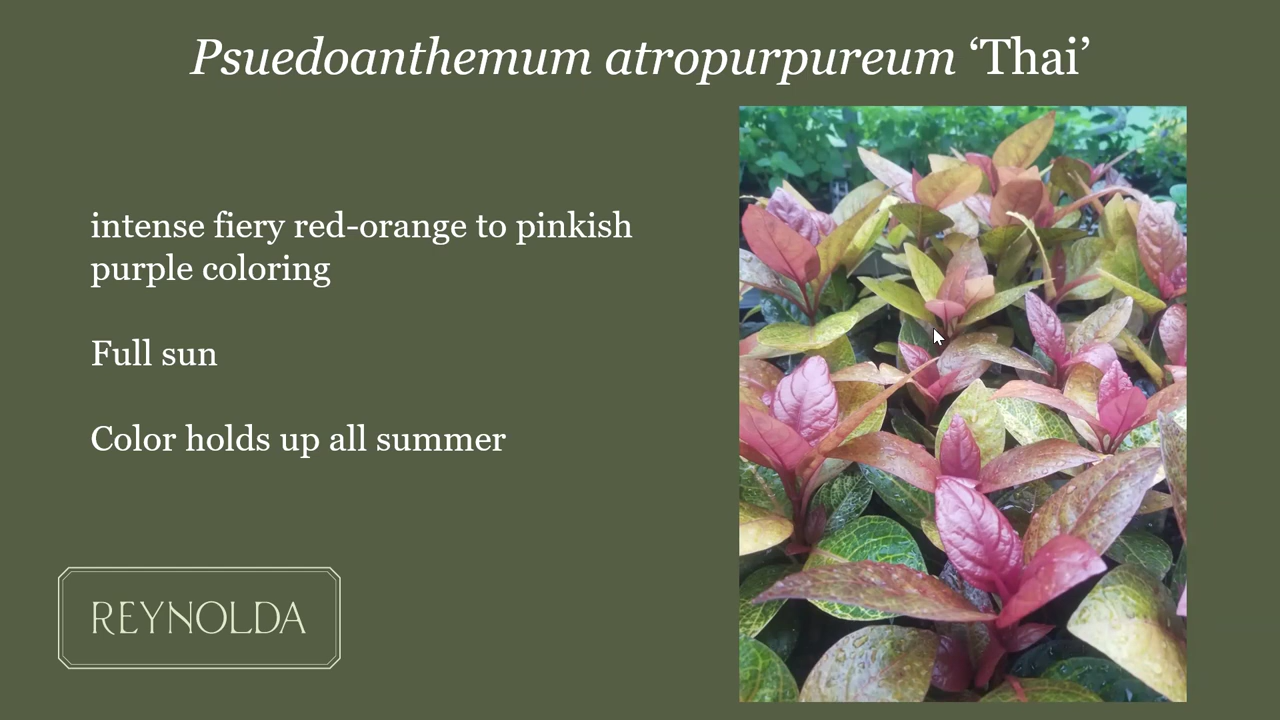 Psuedoanthemum atropurpureum ‘Thai’
intense fiery red-orange to pinkish
purple coloring
Full sun
Color holds up all summer
REYNOLDA